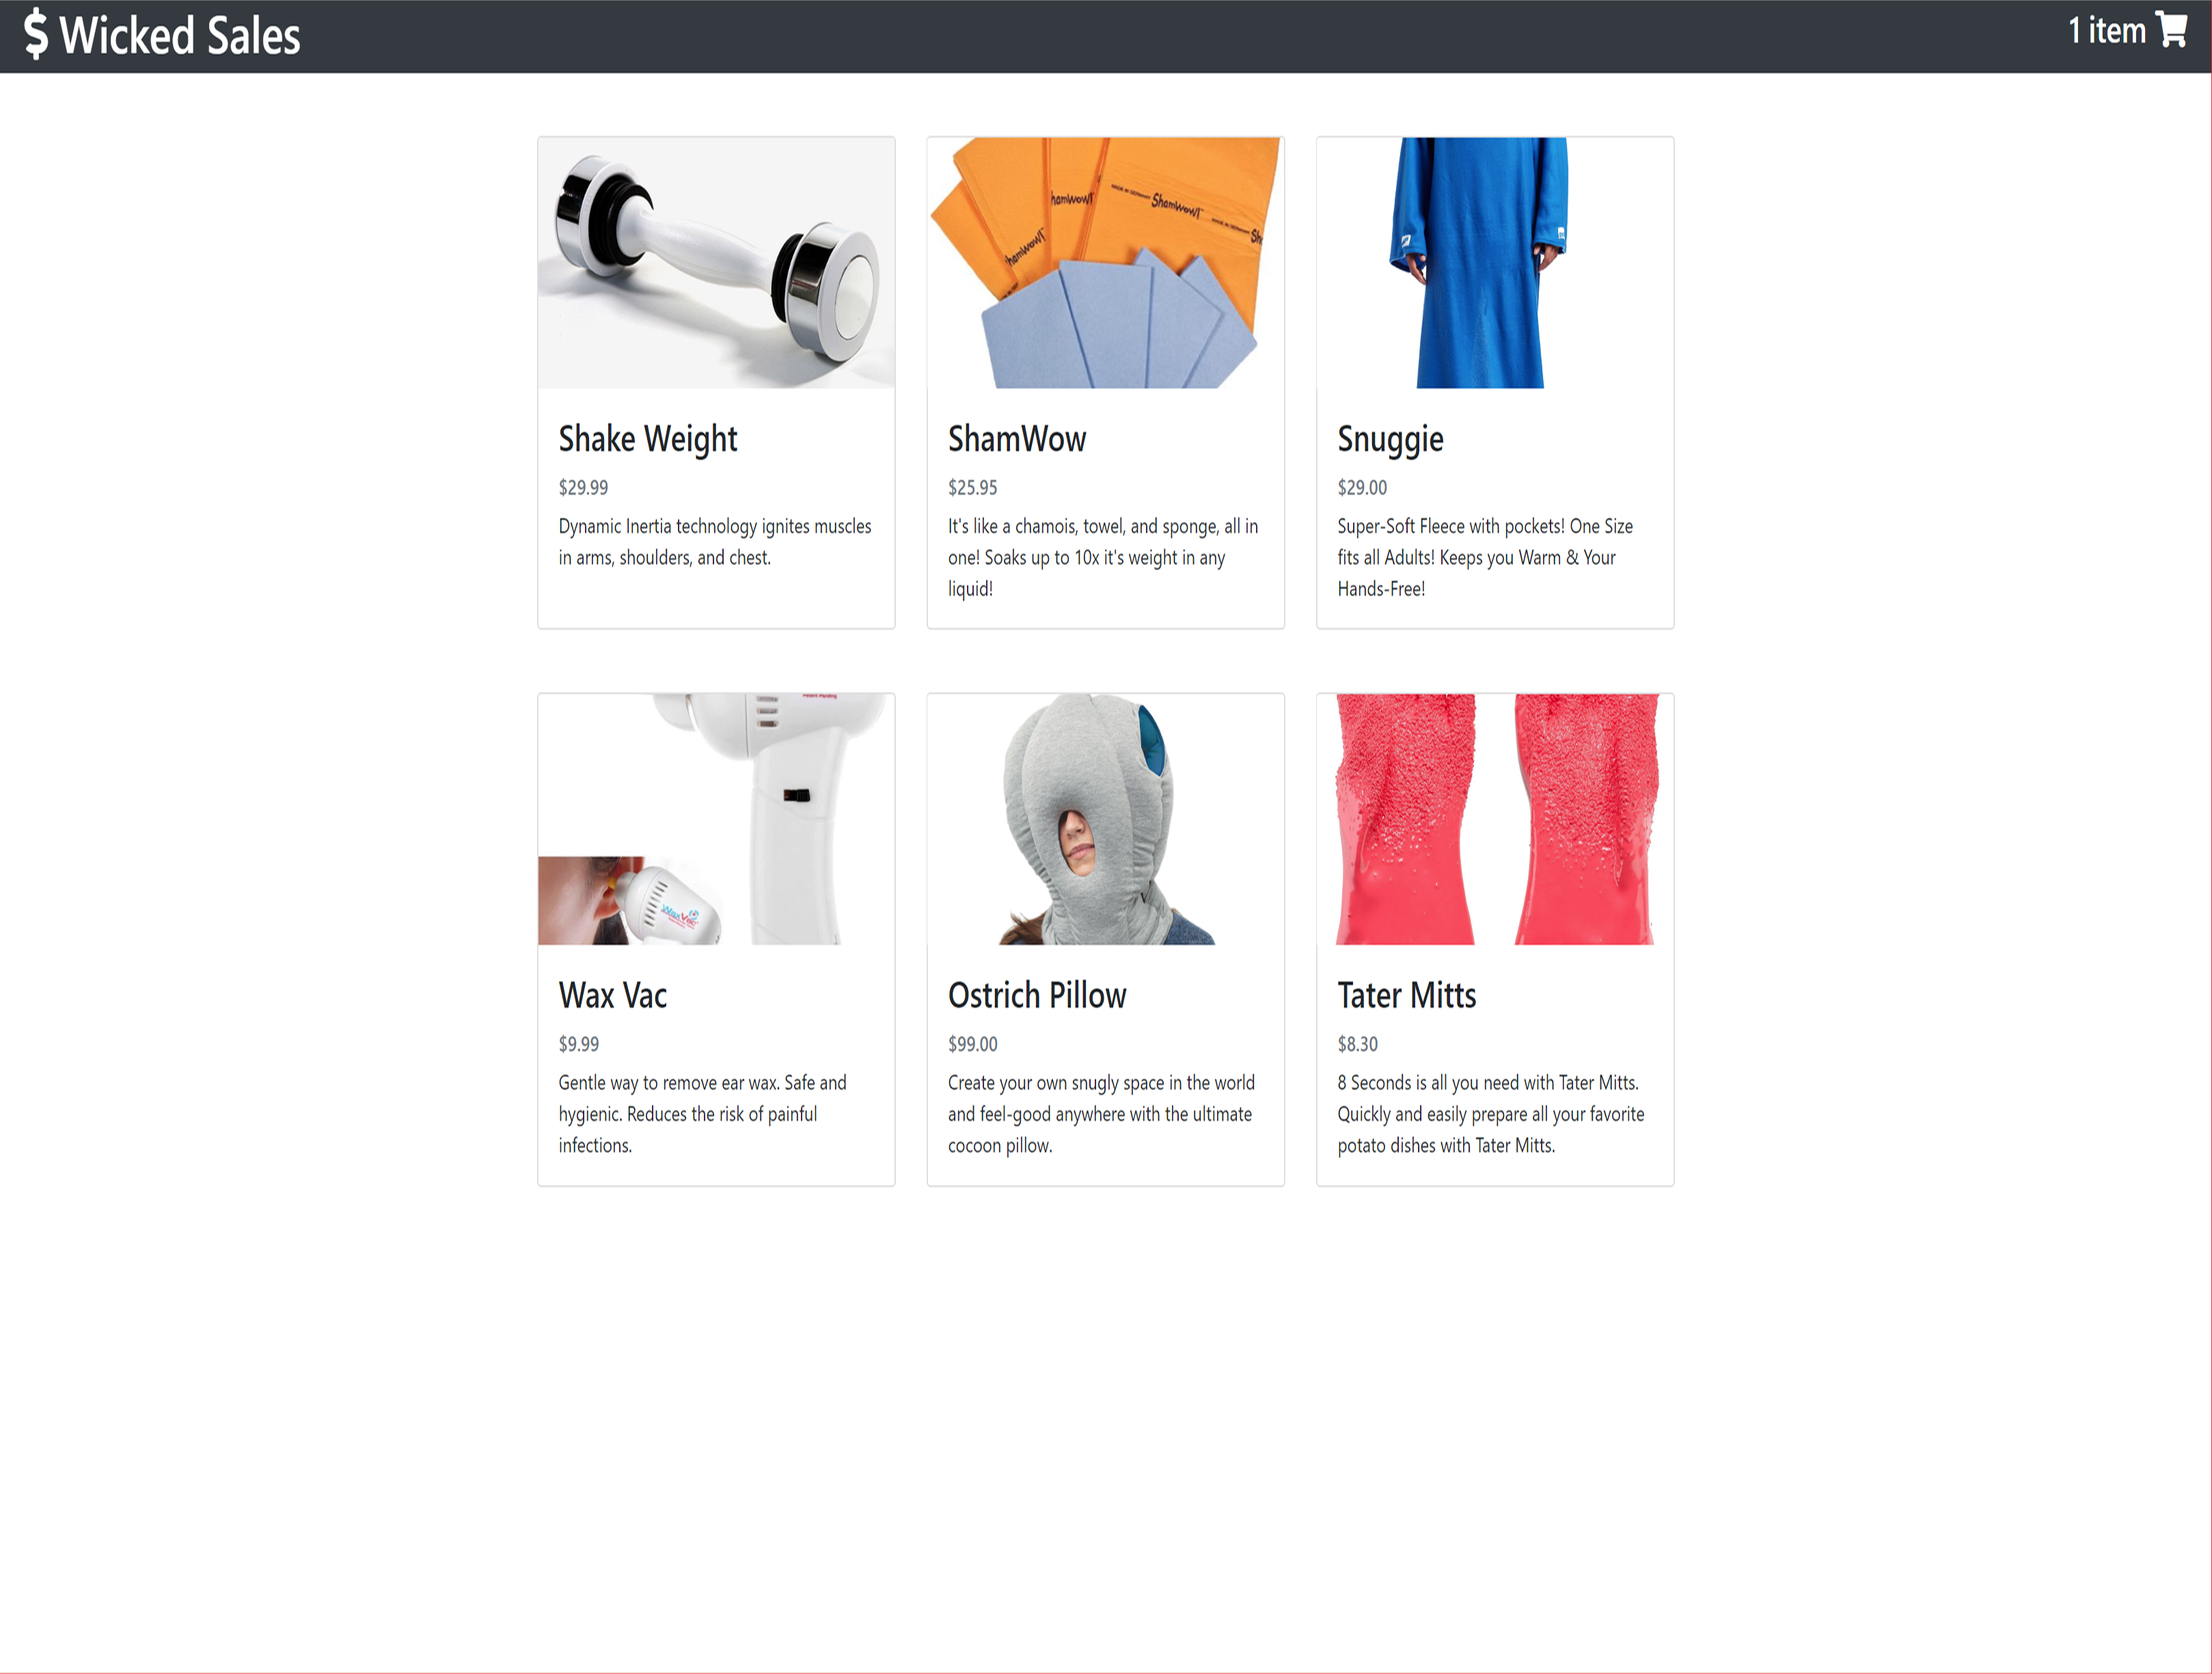 $ Wicked Sales
1 item
hamwow!
ShamWow!
hamwow!
Sh
Shake Weight
$29.99
Dynamic Inertia technology ignites muscles
in arms, shoulders, and chest.
ShamWow
$25.95
It's like a chamois, towel, and sponge, all in
one! Soaks up to 10x it's weight in any
liquid!
Snuggie
$29.00
Super-Soft Fleece with pockets! One Size
fits all Adults! Keeps you Warm & Your
Hands-Free!
WaxVac
Wax Vac
$9.99
Gentle way to remove ear wax. Safe and
hygienic. Reduces the risk of painful
infections.
Ostrich Pillow
$99.00
Create your own snugly space in the world
and feel-good anywhere with the ultimate
cocoon pillow.
Tater Mitts
$8.30
8 Seconds is all you need with Tater Mitts.
Quickly and easily prepare all your favorite
potato dishes with Tater Mitts.